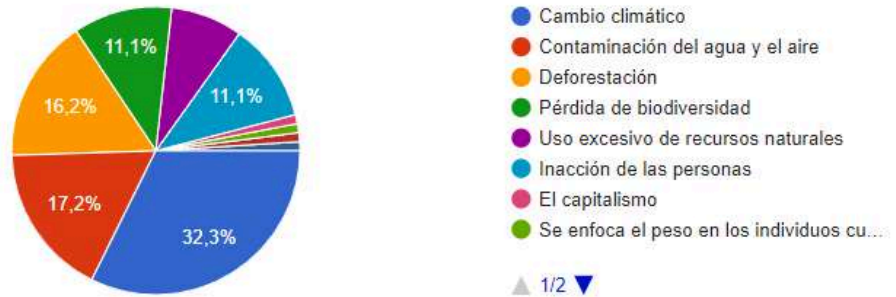 11,1%
16,2%
11,1%
17,2%
32,3%
Cambio climático
Contaminación del agua y el aire
Deforestación
Pérdida de biodiversidad
Uso excesivo de recursos naturales
Inacción de las personas
El capitalismo
Se enfoca el peso en los individuos cu...
1/2